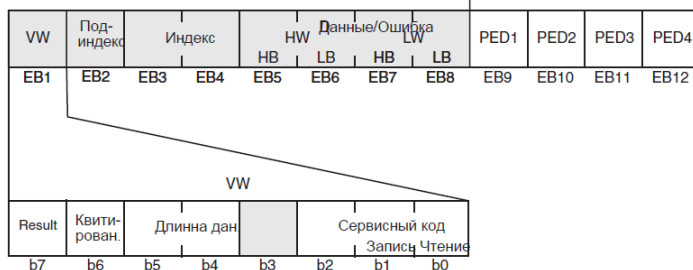 VW Под- индекс Индекс D Данные/Ошибка PED1 PED2 PED3 PED4
HW LW
HB LB HB LB
EB1 EB2 EB3 EB4 EB5 EB6 EB7 EB8 EB9 EB10 EB11 EB12
VW
Result Квити- рован. Длинна дан. Сервисный код
Запись Чтение
b7 b6 b5 b4 b3 b2 b1 b0